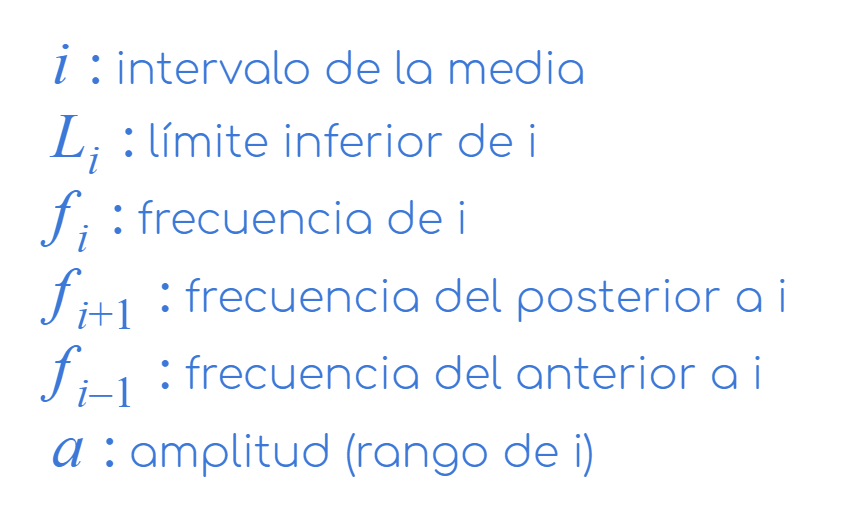 i : intervalo de la media
L_i : límite inferior de i
f_i : frecuencia de i
f_{i+1} : frecuencia del posterior a i
f_{i−1} : frecuencia del anterior a i
a : amplitud (rango de i)